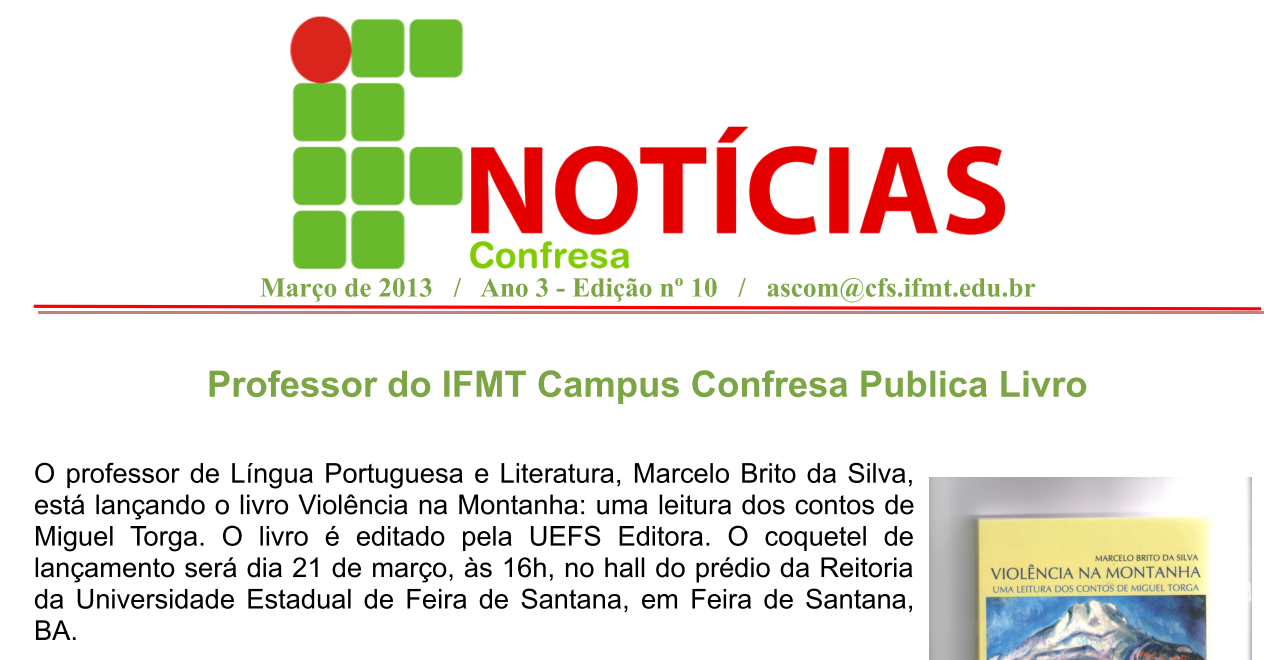 NOTÍCIAS
Confresa
Março de 2013 / Ano 3 - Edição nº 10 / ascom@cfs.ifmt.edu.br
Professor do IFMT Campus Confresa Publica Livro
O professor de Língua Portuguesa e Literatura, Marcelo Brito da Silva,
está lançando o livro Violência na Montanha: uma leitura dos contos de
Miguel Torga. O livro é editado pela UEFS Editora. O coquetel de
lançamento será dia 21 de março, às 16h, no hall do prédio da Reitoria
da Universidade Estadual de Feira de Santana, em Feira de Santana,
BA.
MARCELO BRITO DA SILVA
VIOLÊNCIA NA MONTANHA
UMA LEITURA DOS CONTOS DE MIGUEL TORGA